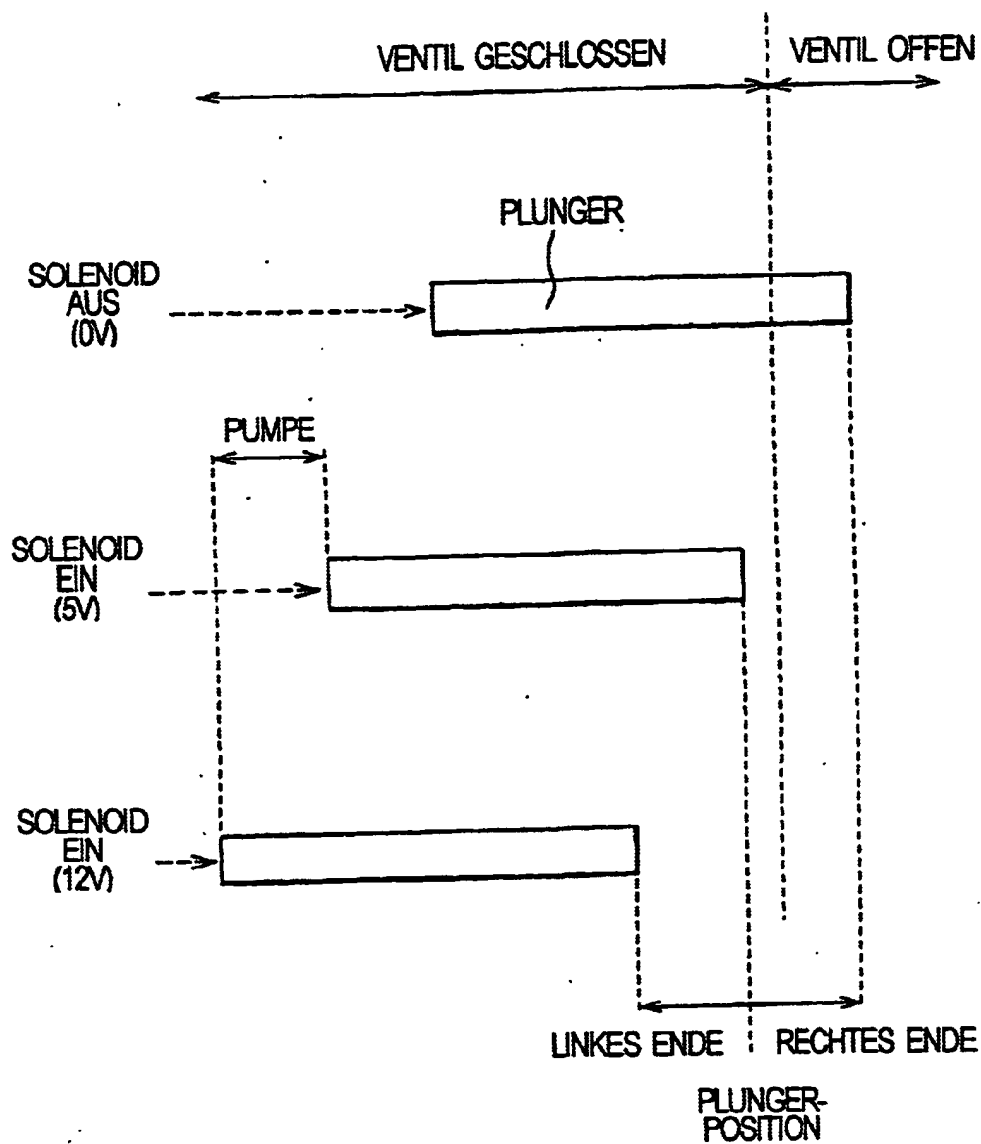 VENTIL GESCHLOSSEN
VENTIL OFFEN
PLUNGER
SOLENOID
AUS
(0V)
PUMPE
SOLENOID
EIN
(5V)
SOLENOID
EIN
(12V)
LINKES ENDE
RECHTES ENDE
PLUNGER-
POSITION